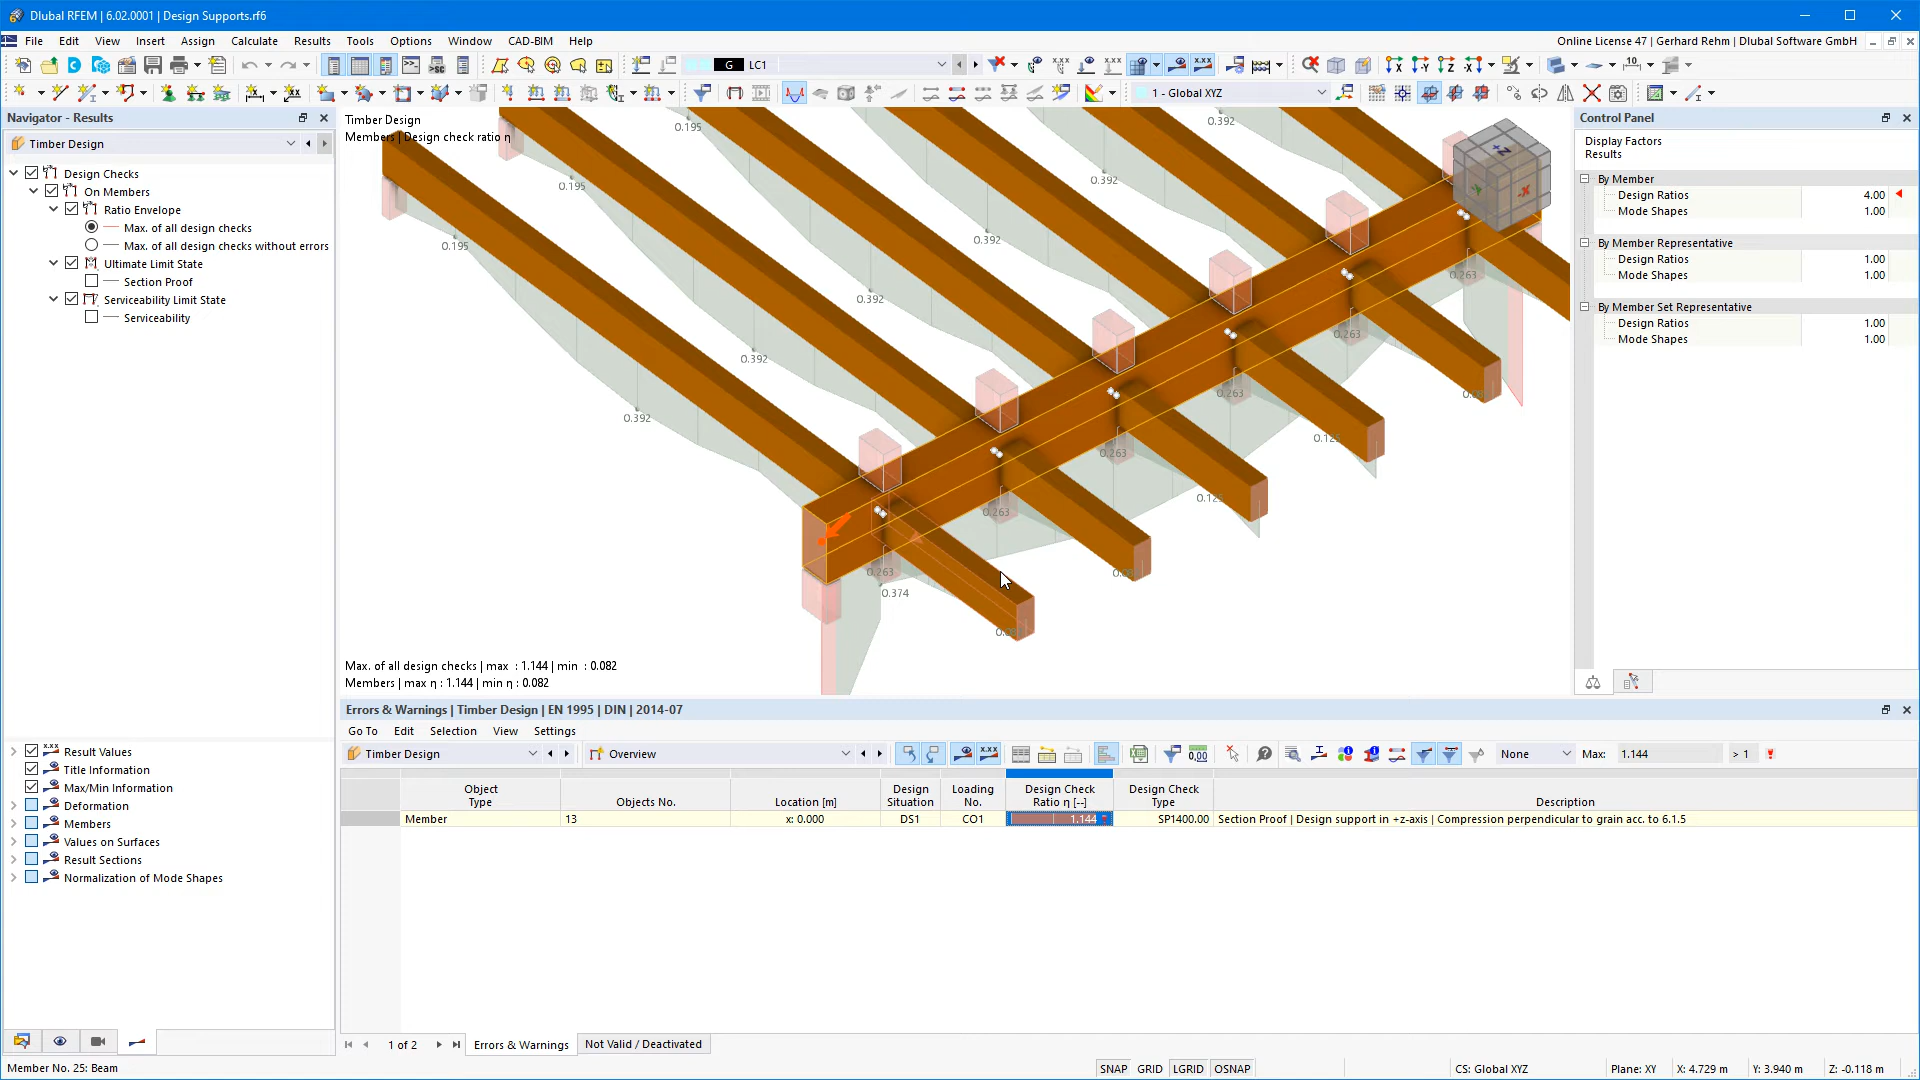 Dlubal RFEM | 6.02.0001 | Design Supports.rf6
File Edit View Insert Assign Calculate Results Tools Options Window CAD-BIM Help
Online License 47 | Gerhard Rehm | Dlubal Software GmbH
G LC1
1 - Global XYZ
Navigator - Results
Timber Design
Design Checks
On Members
Ratio Envelope
Max. of all design checks
Max. of all design checks without errors
Ultimate Limit State
Section Proof
Serviceability Limit State
Serviceability
Result Values
Title Information
Max/Min Information
Deformation
Members
Values on Surfaces
Result Sections
Normalization of Mode Shapes
Timber Design
Members | Design check ratio η
0.195
0.392
0.195
0.392
0.195
0.392
0.392
0.392
0.392
0.263
0.263
0.263
0.263
0.263
0.263
0.374
+Z
-Y
-X
Max. of all design checks | max : 1.144 | min : 0.082
Members | max η : 1.144 | min η : 0.082
Control Panel
Display Factors
Results
By Member
Design Ratios 4.00
Mode Shapes 1.00
By Member Representative
Design Ratios 1.00
Mode Shapes 1.00
By Member Set Representative
Design Ratios 1.00
Mode Shapes 1.00
Errors & Warnings | Timber Design | EN 1995 | DIN | 2014-07
Go To Edit Selection View Settings
Timber Design Overview None Max: 1.144 > 1
Object Type Objects No. Location [m] Design Situation Loading No. Design Check Ratio η [--] Design Check Type Description
Member 13 x: 0.000 DS1 CO1 1.144 SP1400.00 Section Proof | Design support in +z-axis | Compression perpendicular to grain acc. to 6.1.5
1 of 2 Errors & Warnings Not Valid / Deactivated
Member No. 25: Beam
SNAP GRID LGRID OSNAP CS: Global XYZ Plane: XY X: 4.729 m Y: 3.940 m Z: -0.118 m